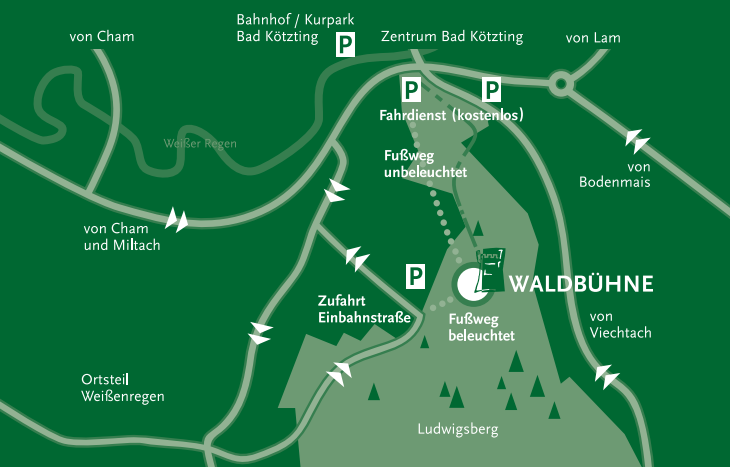 Bahnhof / Kurpark
Bad Kötzting
P
von Cham
Zentrum Bad Kötzting
von Lam
P
P
Fahrdienst (kostenlos)
Weißer Regen
Fußweg
unbeleuchtet
von
Bodenmais
von Cham
und Miltach
P
WALDBÜHNE
Zufahrt
Einbahnstraße
Fußweg
beleuchtet
von
Viechtach
Ortsteil
Weißenregen
Ludwigsberg